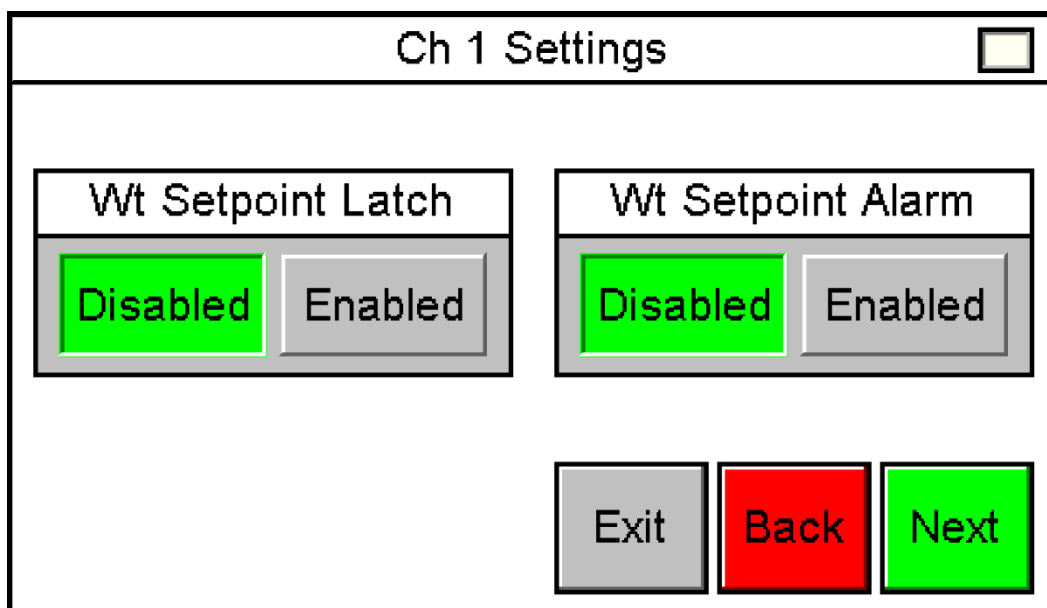 Ch 1 Settings
Wt Setpoint Latch
Wt Setpoint Alarm
Disabled Enabled
Disabled Enabled
Exit Back Next